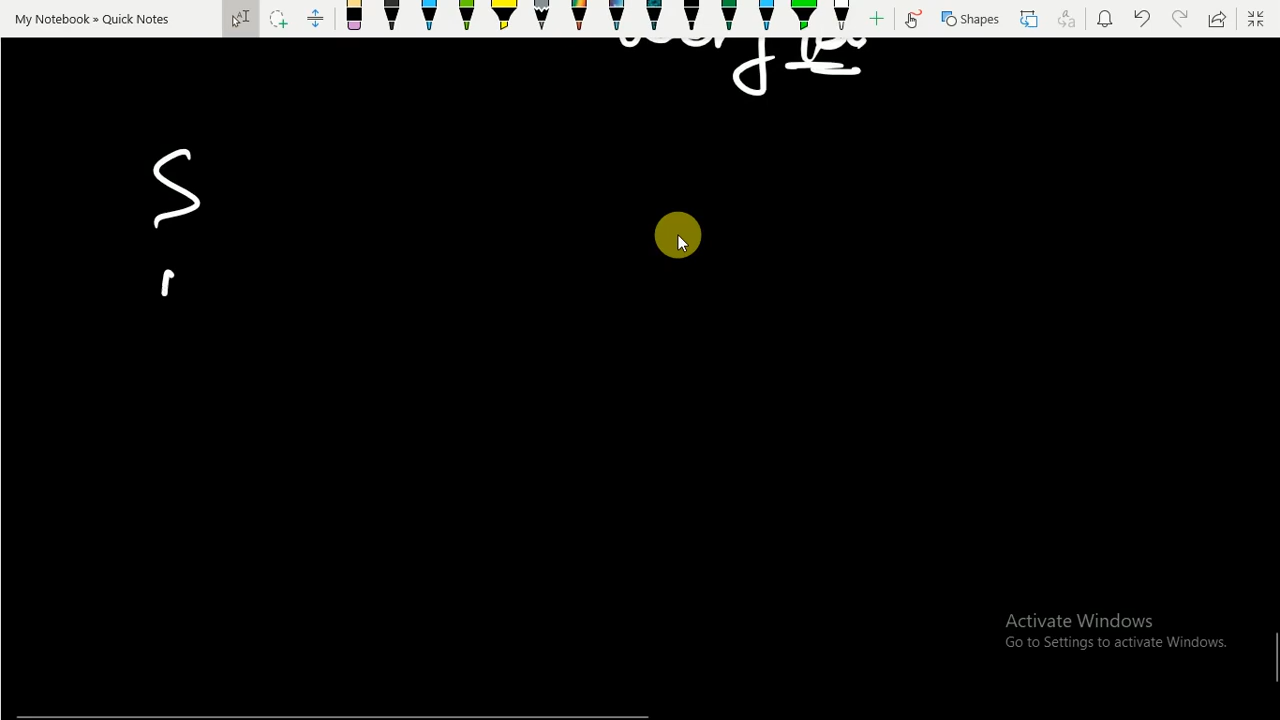 My Notebook » Quick Notes
Shapes
S
Activate Windows
Go to Settings to activate Windows.